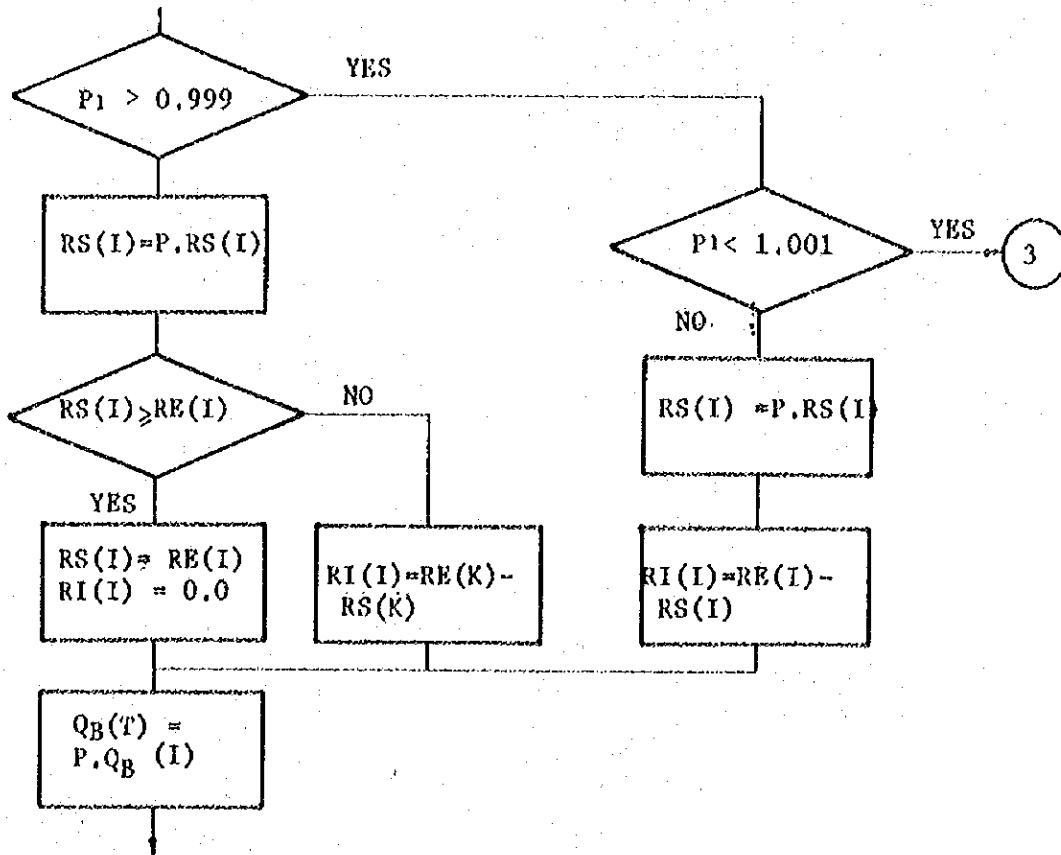 YES
P1 > 0.999
RS(I)=P.RS(I)
P1< 1.001
YES
3
NO
RS(I)≥RE(I)
NO
RS(I) =P.RS(I)
YES
RS(I)= RE(I)
RI(I) = 0.0
RI(I)=RE(K)-
RS(K)
RI(I)=RE(I)-
RS(I)
QB(T) =
P.QB (I)